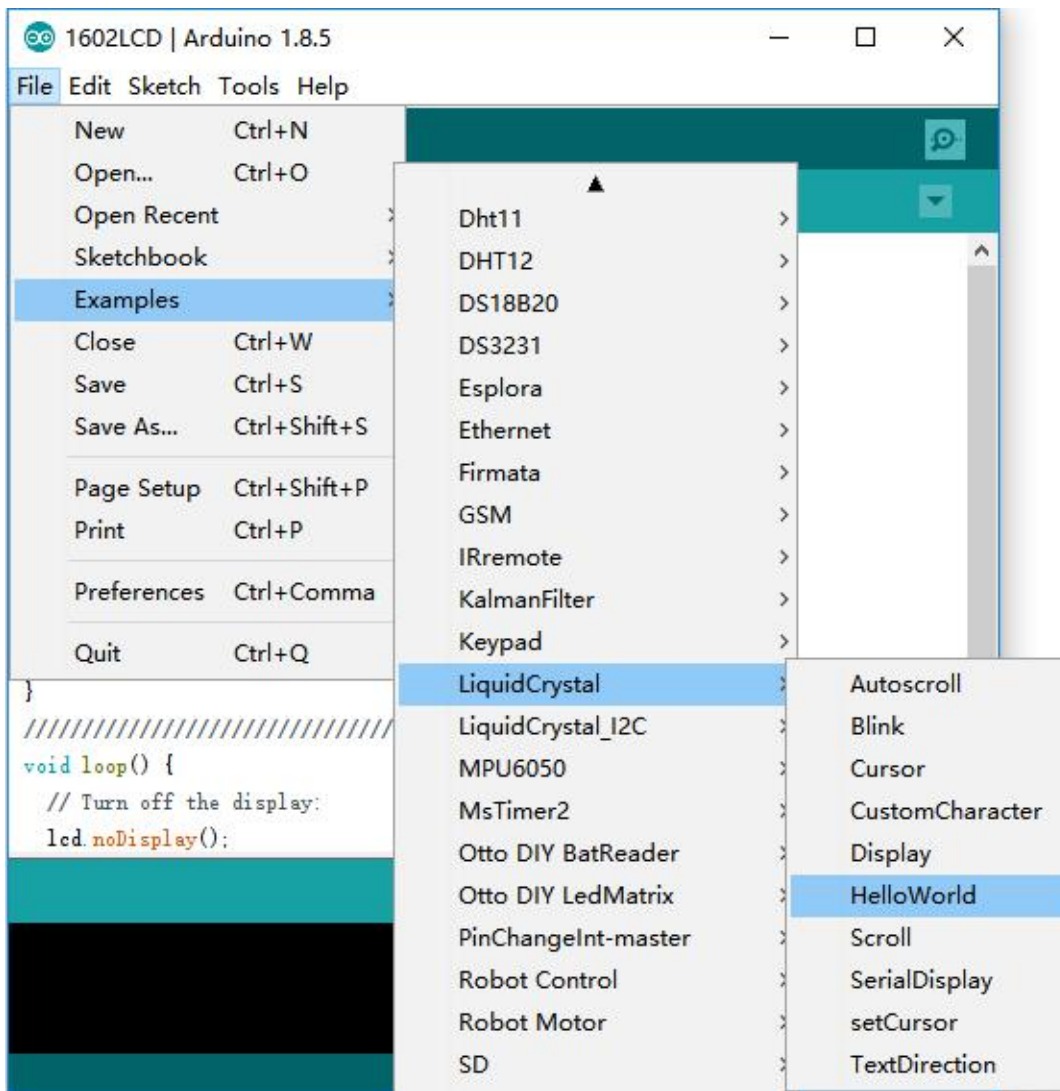 1602LCD | Arduino 1.8.5
File Edit Sketch Tools Help
New Ctrl+N
Open... Ctrl+O
Open Recent
Sketchbook
Examples
Close Ctrl+W
Save Ctrl+S
Save As... Ctrl+Shift+S
Page Setup Ctrl+Shift+P
Print Ctrl+P
Preferences Ctrl+Comma
Quit Ctrl+Q
}
///////////////////////////////
void loop() {
// Turn off the display:
lcd.noDisplay();
Dht11
DHT12
DS18B20
DS3231
Esplora
Ethernet
Firmata
GSM
IRremote
KalmanFilter
Keypad
LiquidCrystal
LiquidCrystal_I2C
MPU6050
MsTimer2
Otto DIY BatReader
Otto DIY LedMatrix
PinChangeInt-master
Robot Control
Robot Motor
SD
Autoscroll
Blink
Cursor
CustomCharacter
Display
HelloWorld
Scroll
SerialDisplay
setCursor
TextDirection